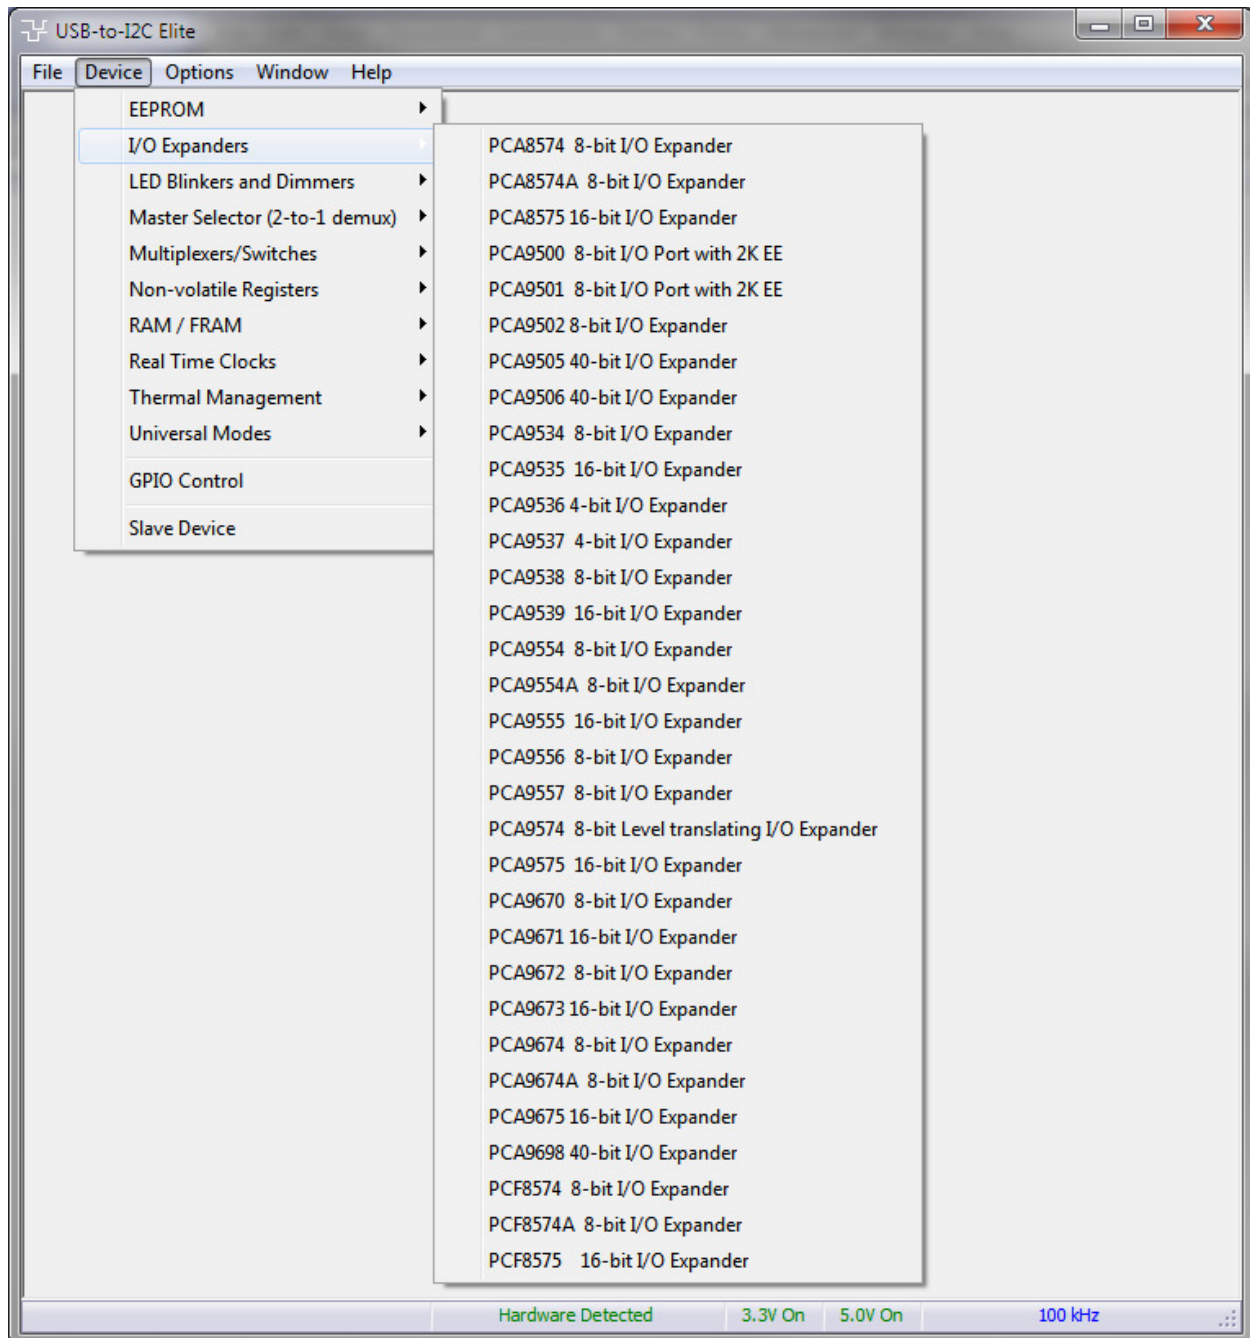 USB-to-I2C Elite
File Device Options Window Help
EEPROM
I/O Expanders
LED Blinkers and Dimmers
Master Selector (2-to-1 demux)
Multiplexers/Switches
Non-volatile Registers
RAM / FRAM
Real Time Clocks
Thermal Management
Universal Modes
GPIO Control
Slave Device
PCA8574 8-bit I/O Expander
PCA8574A 8-bit I/O Expander
PCA8575 16-bit I/O Expander
PCA9500 8-bit I/O Port with 2K EE
PCA9501 8-bit I/O Port with 2K EE
PCA9502 8-bit I/O Expander
PCA9505 40-bit I/O Expander
PCA9506 40-bit I/O Expander
PCA9534 8-bit I/O Expander
PCA9535 16-bit I/O Expander
PCA9536 4-bit I/O Expander
PCA9537 4-bit I/O Expander
PCA9538 8-bit I/O Expander
PCA9539 16-bit I/O Expander
PCA9554 8-bit I/O Expander
PCA9554A 8-bit I/O Expander
PCA9555 16-bit I/O Expander
PCA9556 8-bit I/O Expander
PCA9557 8-bit I/O Expander
PCA9574 8-bit Level translating I/O Expander
PCA9575 16-bit I/O Expander
PCA9670 8-bit I/O Expander
PCA9671 16-bit I/O Expander
PCA9672 8-bit I/O Expander
PCA9673 16-bit I/O Expander
PCA9674 8-bit I/O Expander
PCA9674A 8-bit I/O Expander
PCA9675 16-bit I/O Expander
PCA9698 40-bit I/O Expander
PCF8574 8-bit I/O Expander
PCF8574A 8-bit I/O Expander
PCF8575 16-bit I/O Expander
Hardware Detected 3.3V On 5.0V On 100 kHz